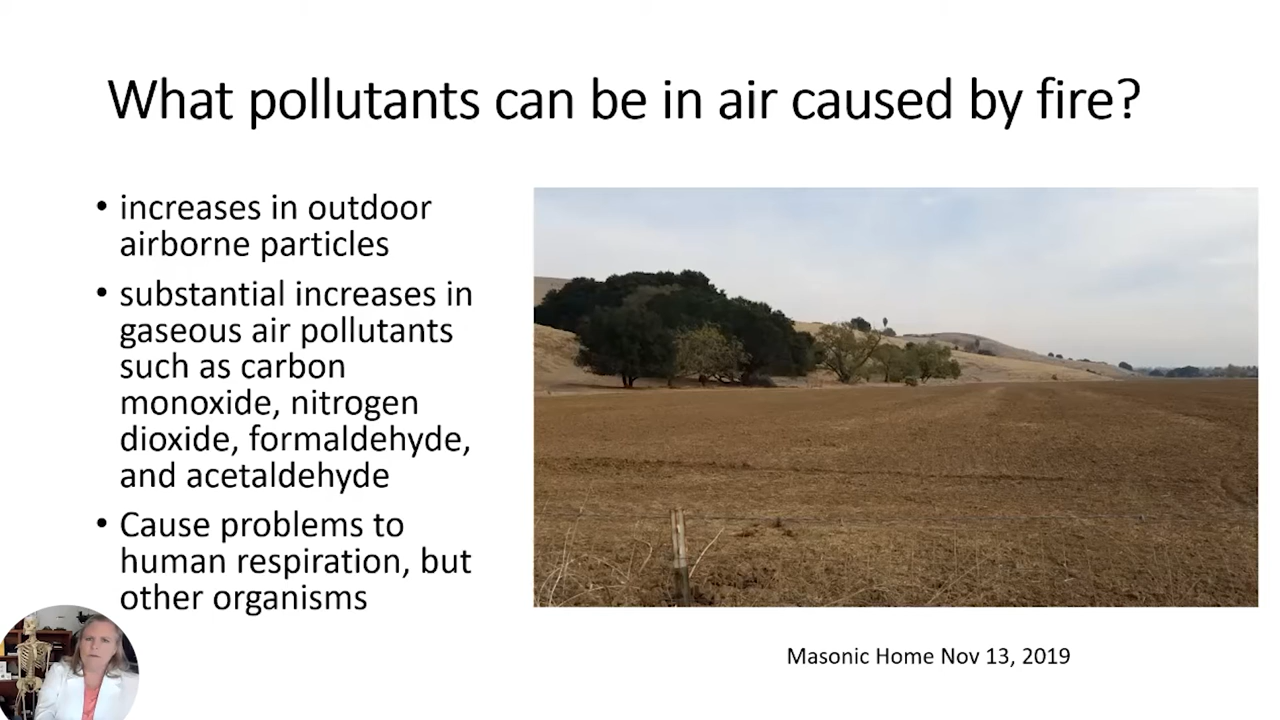 What pollutants can be in air caused by fire?
• increases in outdoor
airborne particles
• substantial increases in
gaseous air pollutants
such as carbon
monoxide, nitrogen
dioxide, formaldehyde,
and acetaldehyde
• Cause problems to
human respiration, but
other organisms
Masonic Home Nov 13, 2019